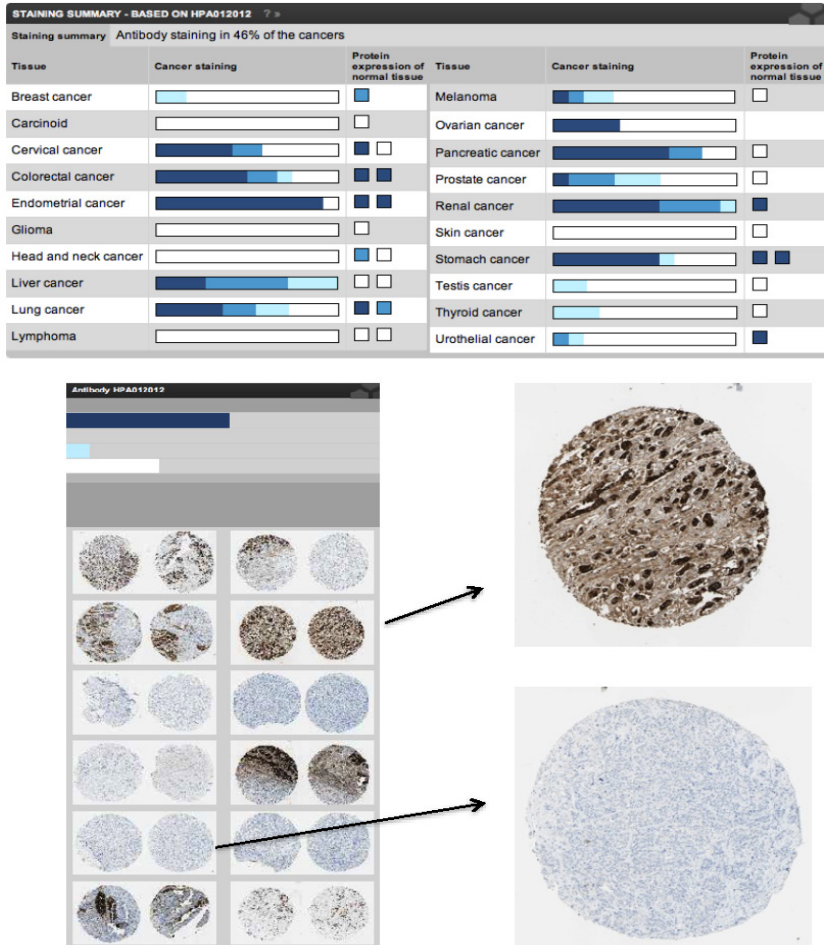 STAINING SUMMARY - BASED ON HPA012012 ? »
Staining summary Antibody staining in 46% of the cancers
Tissue Cancer staining Protein expression of normal tissue Tissue Cancer staining Protein expression of normal tissue
Breast cancer Melanoma
Carcinoid Ovarian cancer
Cervical cancer Pancreatic cancer
Colorectal cancer Prostate cancer
Endometrial cancer Renal cancer
Glioma Skin cancer
Head and neck cancer Stomach cancer
Liver cancer Testis cancer
Lung cancer Thyroid cancer
Lymphoma Urothelial cancer
Antibody HPA012012